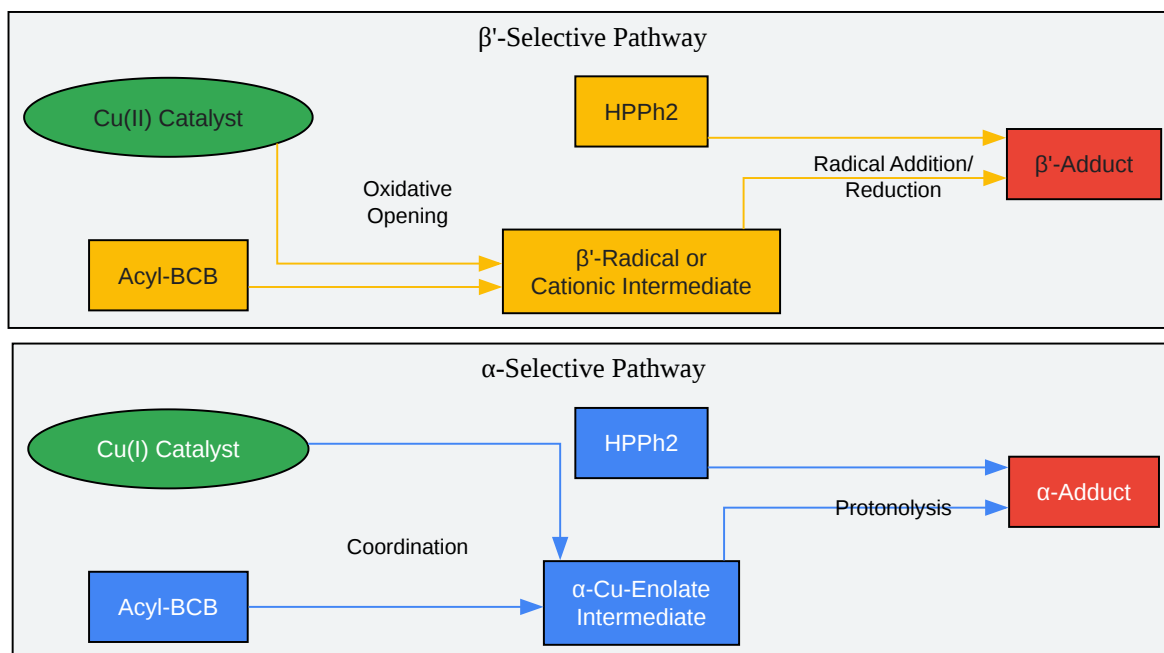 β'-Selective Pathway
HPPh2
Cu(II) Catalyst
Radical Addition/
Reduction
β'-Adduct
Oxidative
Opening
Acyl-BCB
β'-Radical or
Cationic Intermediate
α-Selective Pathway
HPPh2
Cu(I) Catalyst
α-Adduct
Protonolysis
Coordination
Acyl-BCB
α-Cu-Enolate
Intermediate